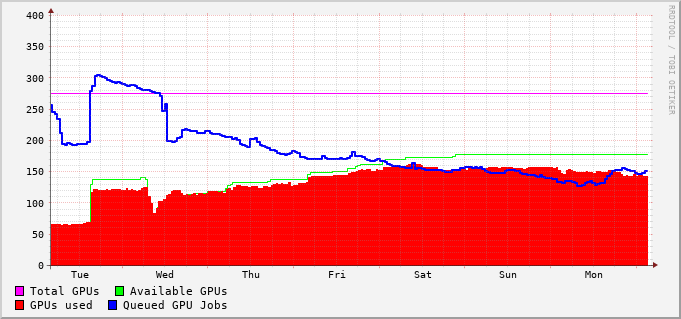 400
350
300
250
200
150
100
50
0
Tue Wed Thu Fri Sat Sun Mon
Total GPUs Available GPUs
GPUs used Queued GPU Jobs
RRDTOOL / TOBI OETIKER